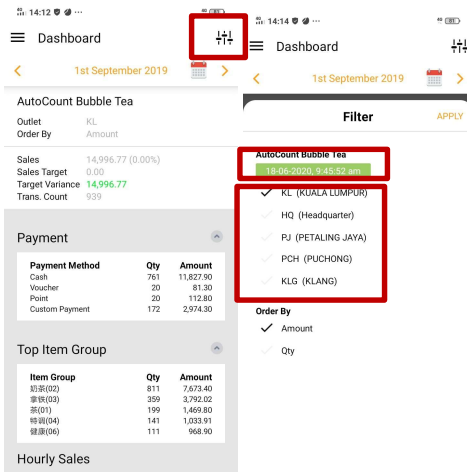 14:12
Dashboard
1st September 2019
AutoCount Bubble Tea
Outlet KL
Order By Amount
Sales 14,996.77 (0.00%)
Sales Target 0.00
Target Variance 14,996.77
Trans. Count 939
Payment
Payment Method Qty Amount
Cash 761 11,827.90
Voucher 20 81.30
Point 20 112.80
Custom Payment 172 2,974.30
Top Item Group
Item Group Qty Amount
奶茶(02) 811 7,673.40
拿铁(03) 359 3,792.02
茶(01) 199 1,469.80
特调(04) 141 1,033.91
健康(06) 111 968.90
Hourly Sales
14:14
Dashboard
1st September 2019
Filter APPLY
AutoCount Bubble Tea
18-06-2020, 9:45:52 am
KL (KUALA LUMPUR)
HQ (Headquarter)
PJ (PETALING JAYA)
PCH (PUCHONG)
KLG (KLANG)
Order By
Amount
Qty